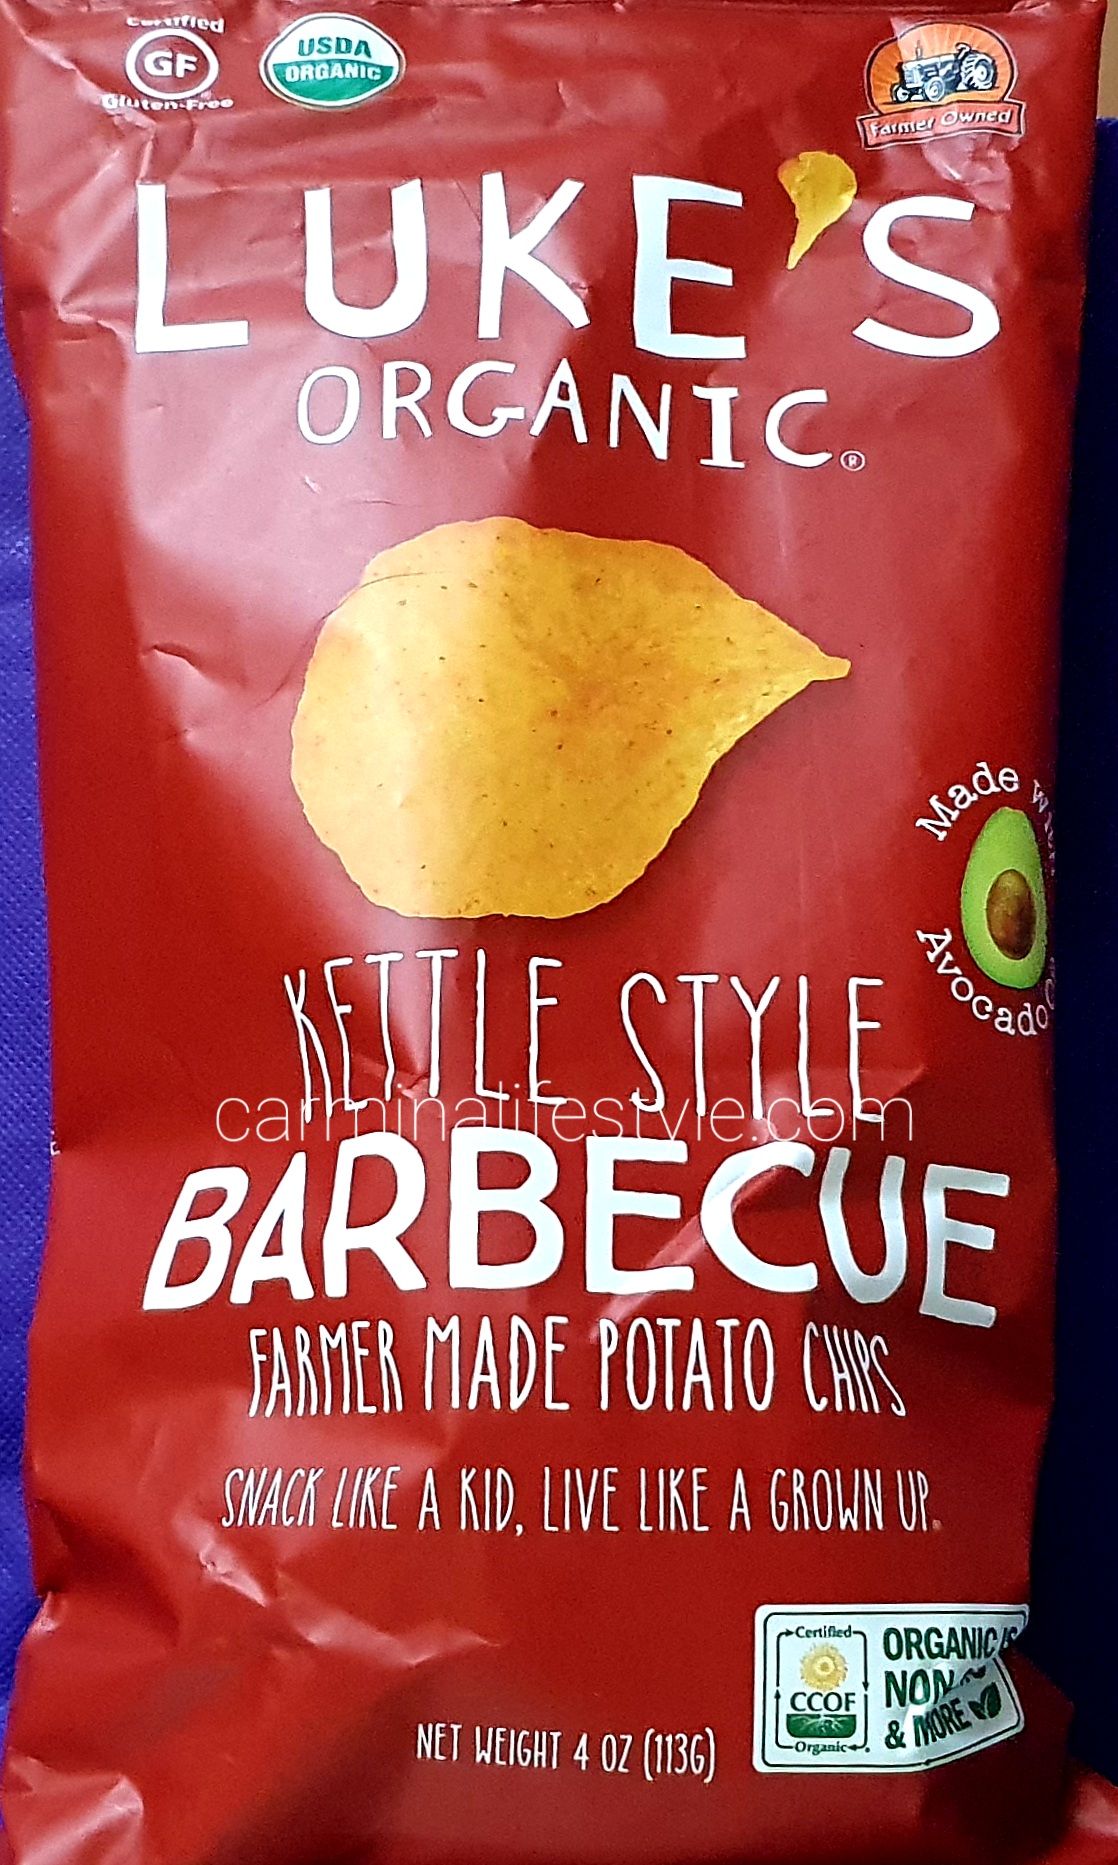 Certified
GF
Gluten-Free
USDA
ORGANIC
Farmer Owned
LUKE'S
ORGANIC®
Made
Avocado
KETTLE STYLE
carminalifestyle.com
BARBECUE
FARMER MADE POTATO CHIPS
SNACK LIKE A KID, LIVE LIKE A GROWN UP.
Certified
CCOF
Organic
ORGANIC IS
NON
& MORE
NET WEIGHT 4 OZ (113G)